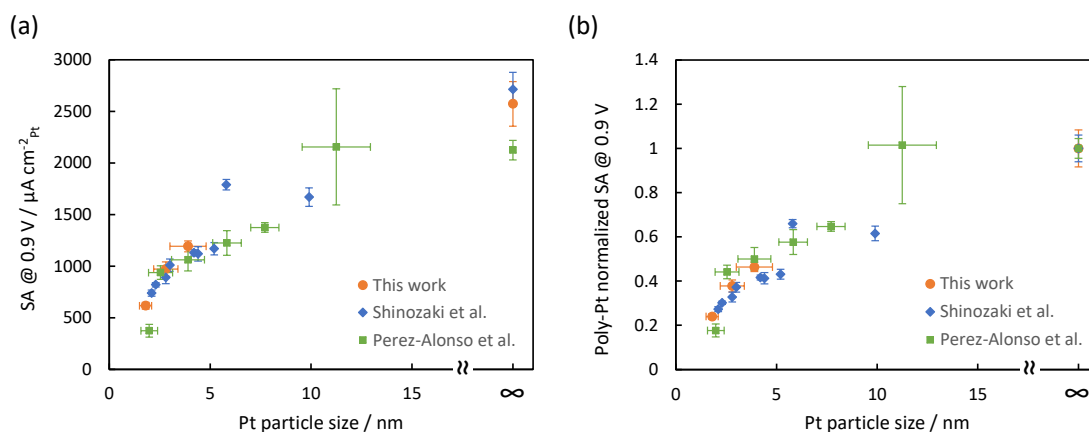 (a)
SA @ 0.9 V / µA cm⁻²Pt
3000
2500
2000
1500
1000
500
0
0 5 10 15 ∞
Pt particle size / nm
This work
Shinozaki et al.
Perez-Alonso et al.
(b)
Poly-Pt normalized SA @ 0.9 V
1.4
1.2
1
0.8
0.6
0.4
0.2
0
0 5 10 15 ∞
Pt particle size / nm
This work
Shinozaki et al.
Perez-Alonso et al.